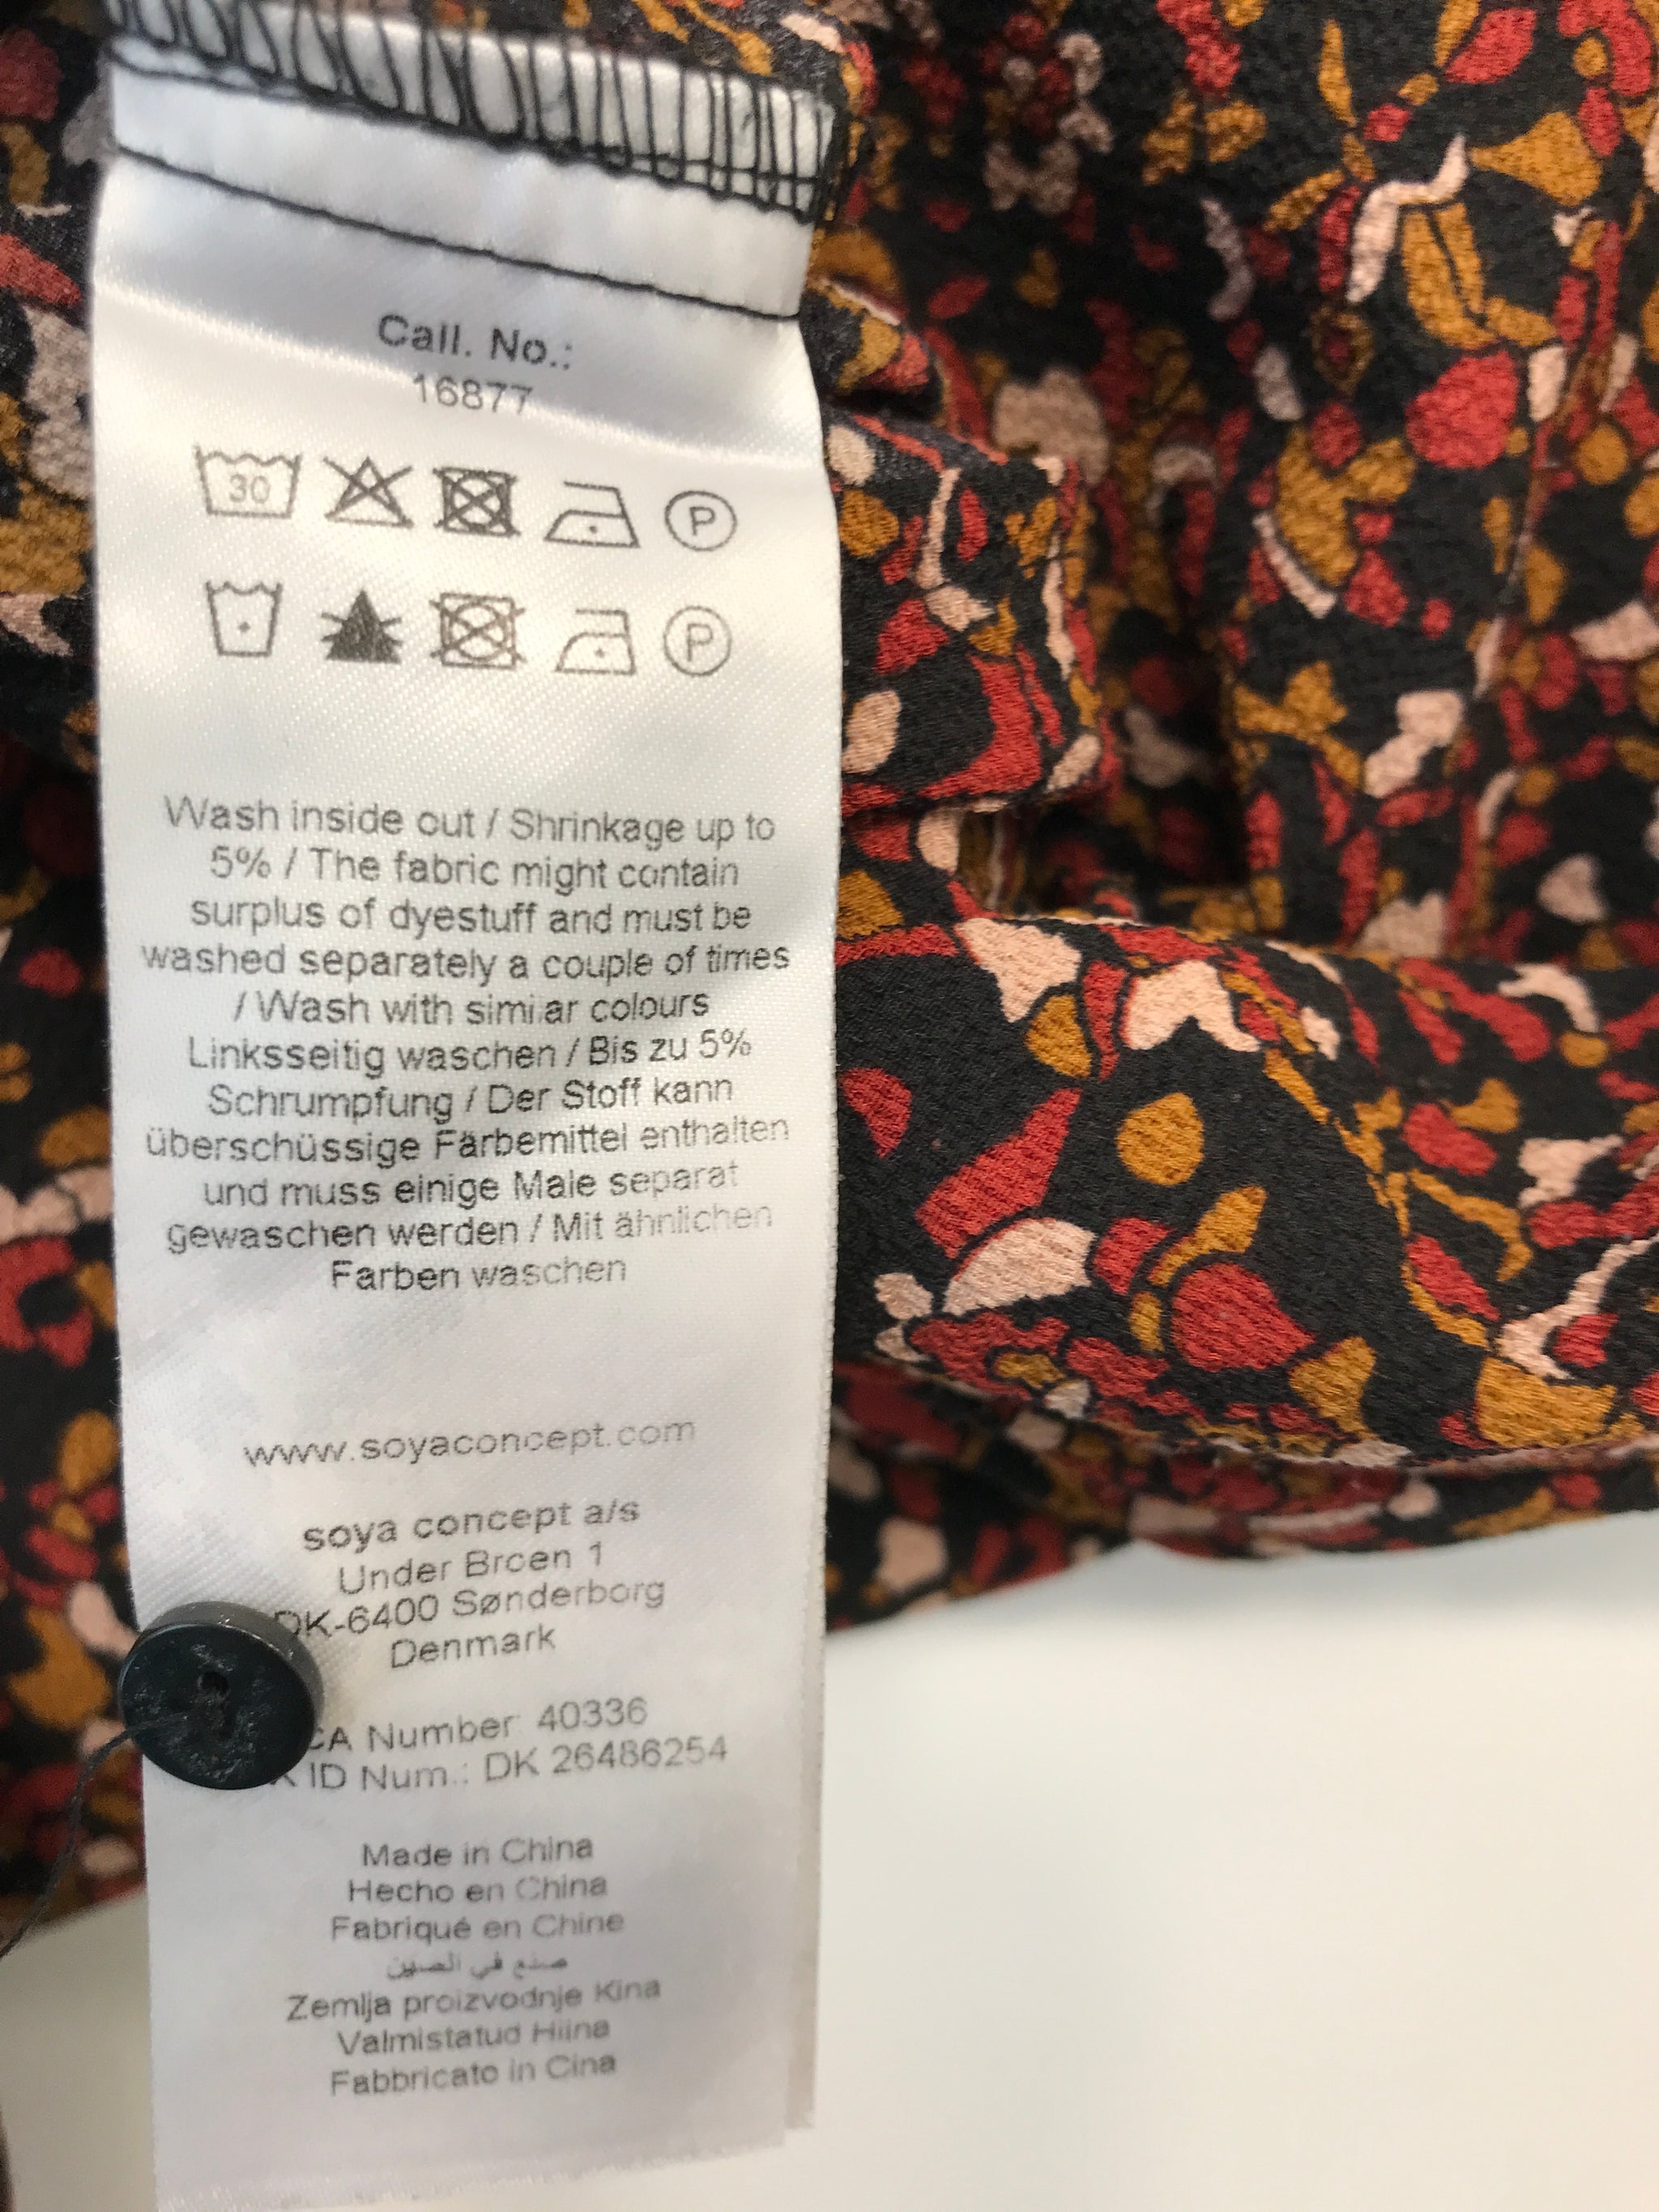 Call. No.:
16877
30
P
P
Wash inside out / Shrinkage up to
5% / The fabric might contain
surplus of dyestuff and must be
washed separately a couple of times
/ Wash with similar colours
Linksseitig waschen / Bis zu 5%
Schrumpfung / Der Stoff kann
überschüssige Färbemittel enthalten
und muss einige Male separat
gewaschen werden / Mit ähnlichen
Farben waschen
www.soyaconcept.com
soya concept a/s
Under Broen 1
DK-6400 Sønderborg
Denmark
CA Number: 40336
ID Num.: DK 26486254
Made in China
Hecho en China
Fabriqué en Chine
صنع في الصين
Zemlja proizvodnje Kina
Valmistatud Hiina
Fabbricato in Cina